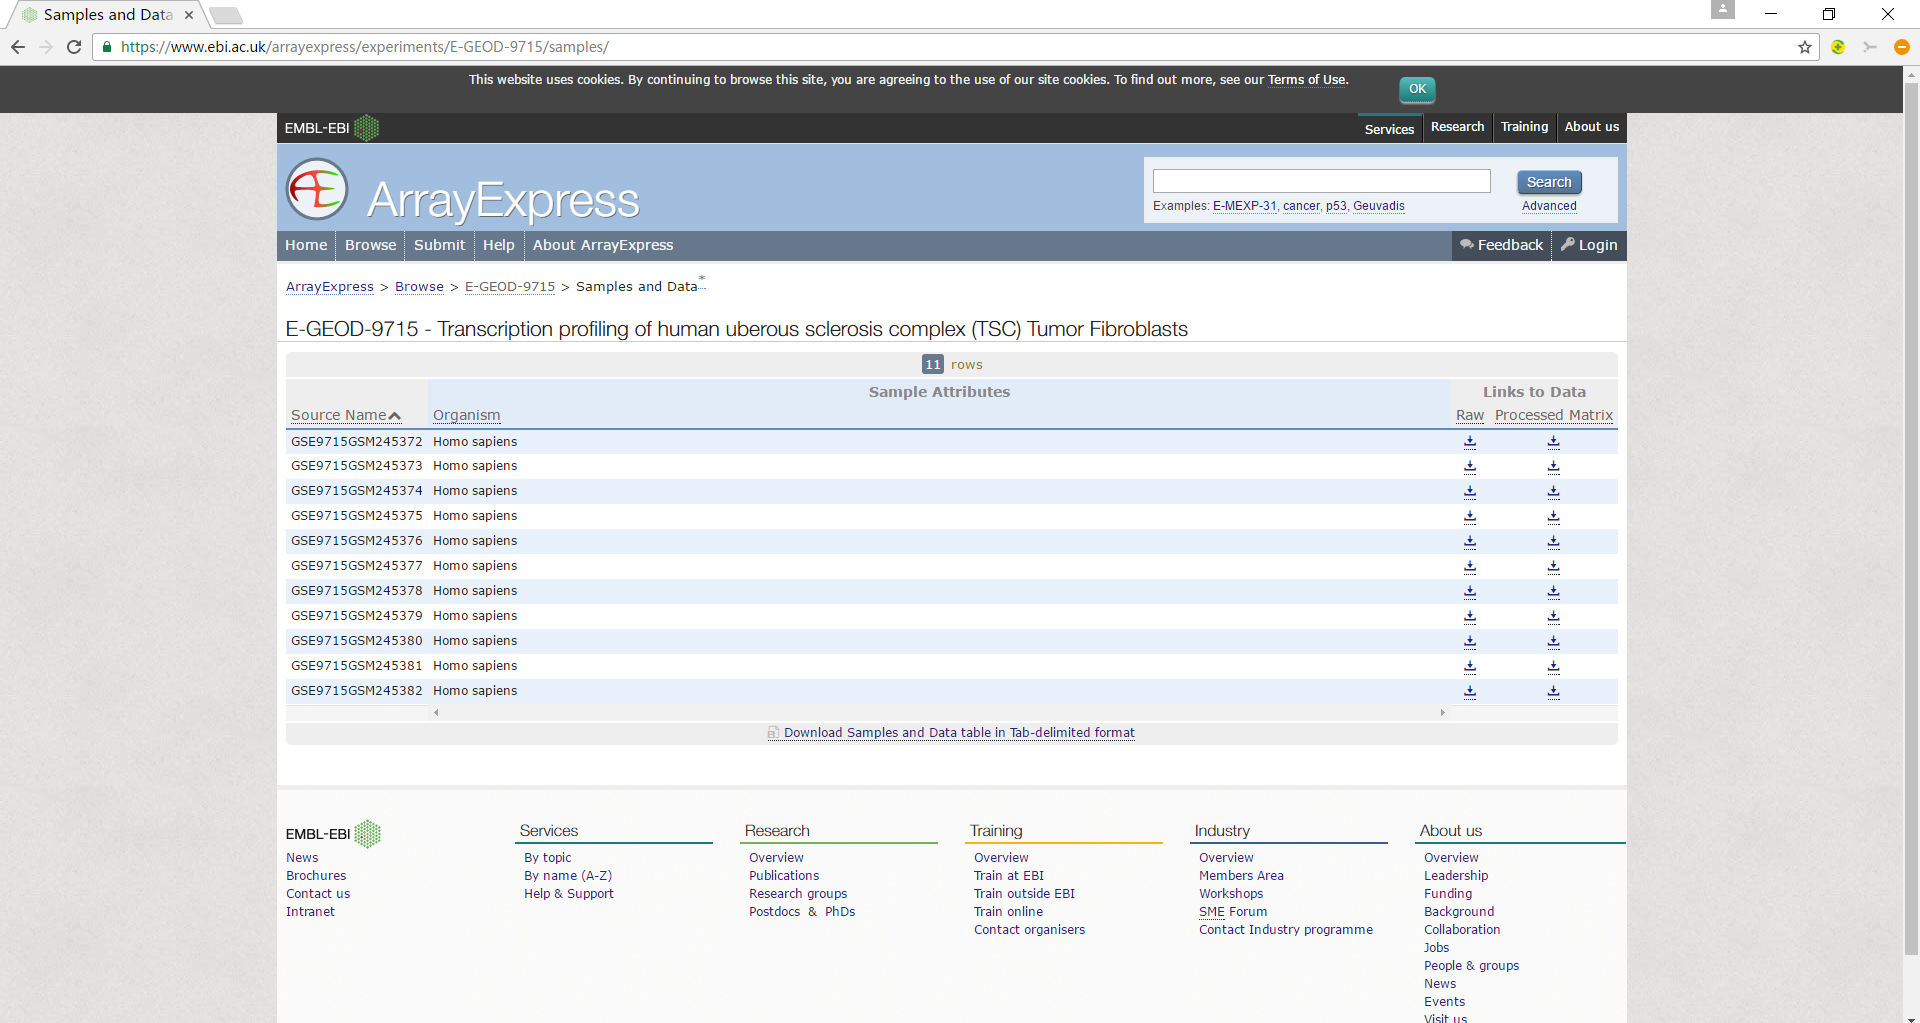 Samples and Data
https://www.ebi.ac.uk/arrayexpress/experiments/E-GEOD-9715/samples/
This website uses cookies. By continuing to browse this site, you are agreeing to the use of our site cookies. To find out more, see our Terms of Use.
OK
EMBL-EBI
Services Research Training About us
ArrayExpress
Search
Examples: E-MEXP-31, cancer, p53, Geuvadis
Advanced
Home Browse Submit Help About ArrayExpress
Feedback Login
ArrayExpress > Browse > E-GEOD-9715 > Samples and Data *
E-GEOD-9715 - Transcription profiling of human uberous sclerosis complex (TSC) Tumor Fibroblasts
11 rows
Sample Attributes Links to Data
Source Name Organism Raw Processed Matrix
GSE9715GSM245372 Homo sapiens
GSE9715GSM245373 Homo sapiens
GSE9715GSM245374 Homo sapiens
GSE9715GSM245375 Homo sapiens
GSE9715GSM245376 Homo sapiens
GSE9715GSM245377 Homo sapiens
GSE9715GSM245378 Homo sapiens
GSE9715GSM245379 Homo sapiens
GSE9715GSM245380 Homo sapiens
GSE9715GSM245381 Homo sapiens
GSE9715GSM245382 Homo sapiens
Download Samples and Data table in Tab-delimited format
EMBL-EBI
News
Brochures
Contact us
Intranet
Services
By topic
By name (A-Z)
Help & Support
Research
Overview
Publications
Research groups
Postdocs & PhDs
Training
Overview
Train at EBI
Train outside EBI
Train online
Contact organisers
Industry
Overview
Members Area
Workshops
SME Forum
Contact Industry programme
About us
Overview
Leadership
Funding
Background
Collaboration
Jobs
People & groups
News
Events
Visit us